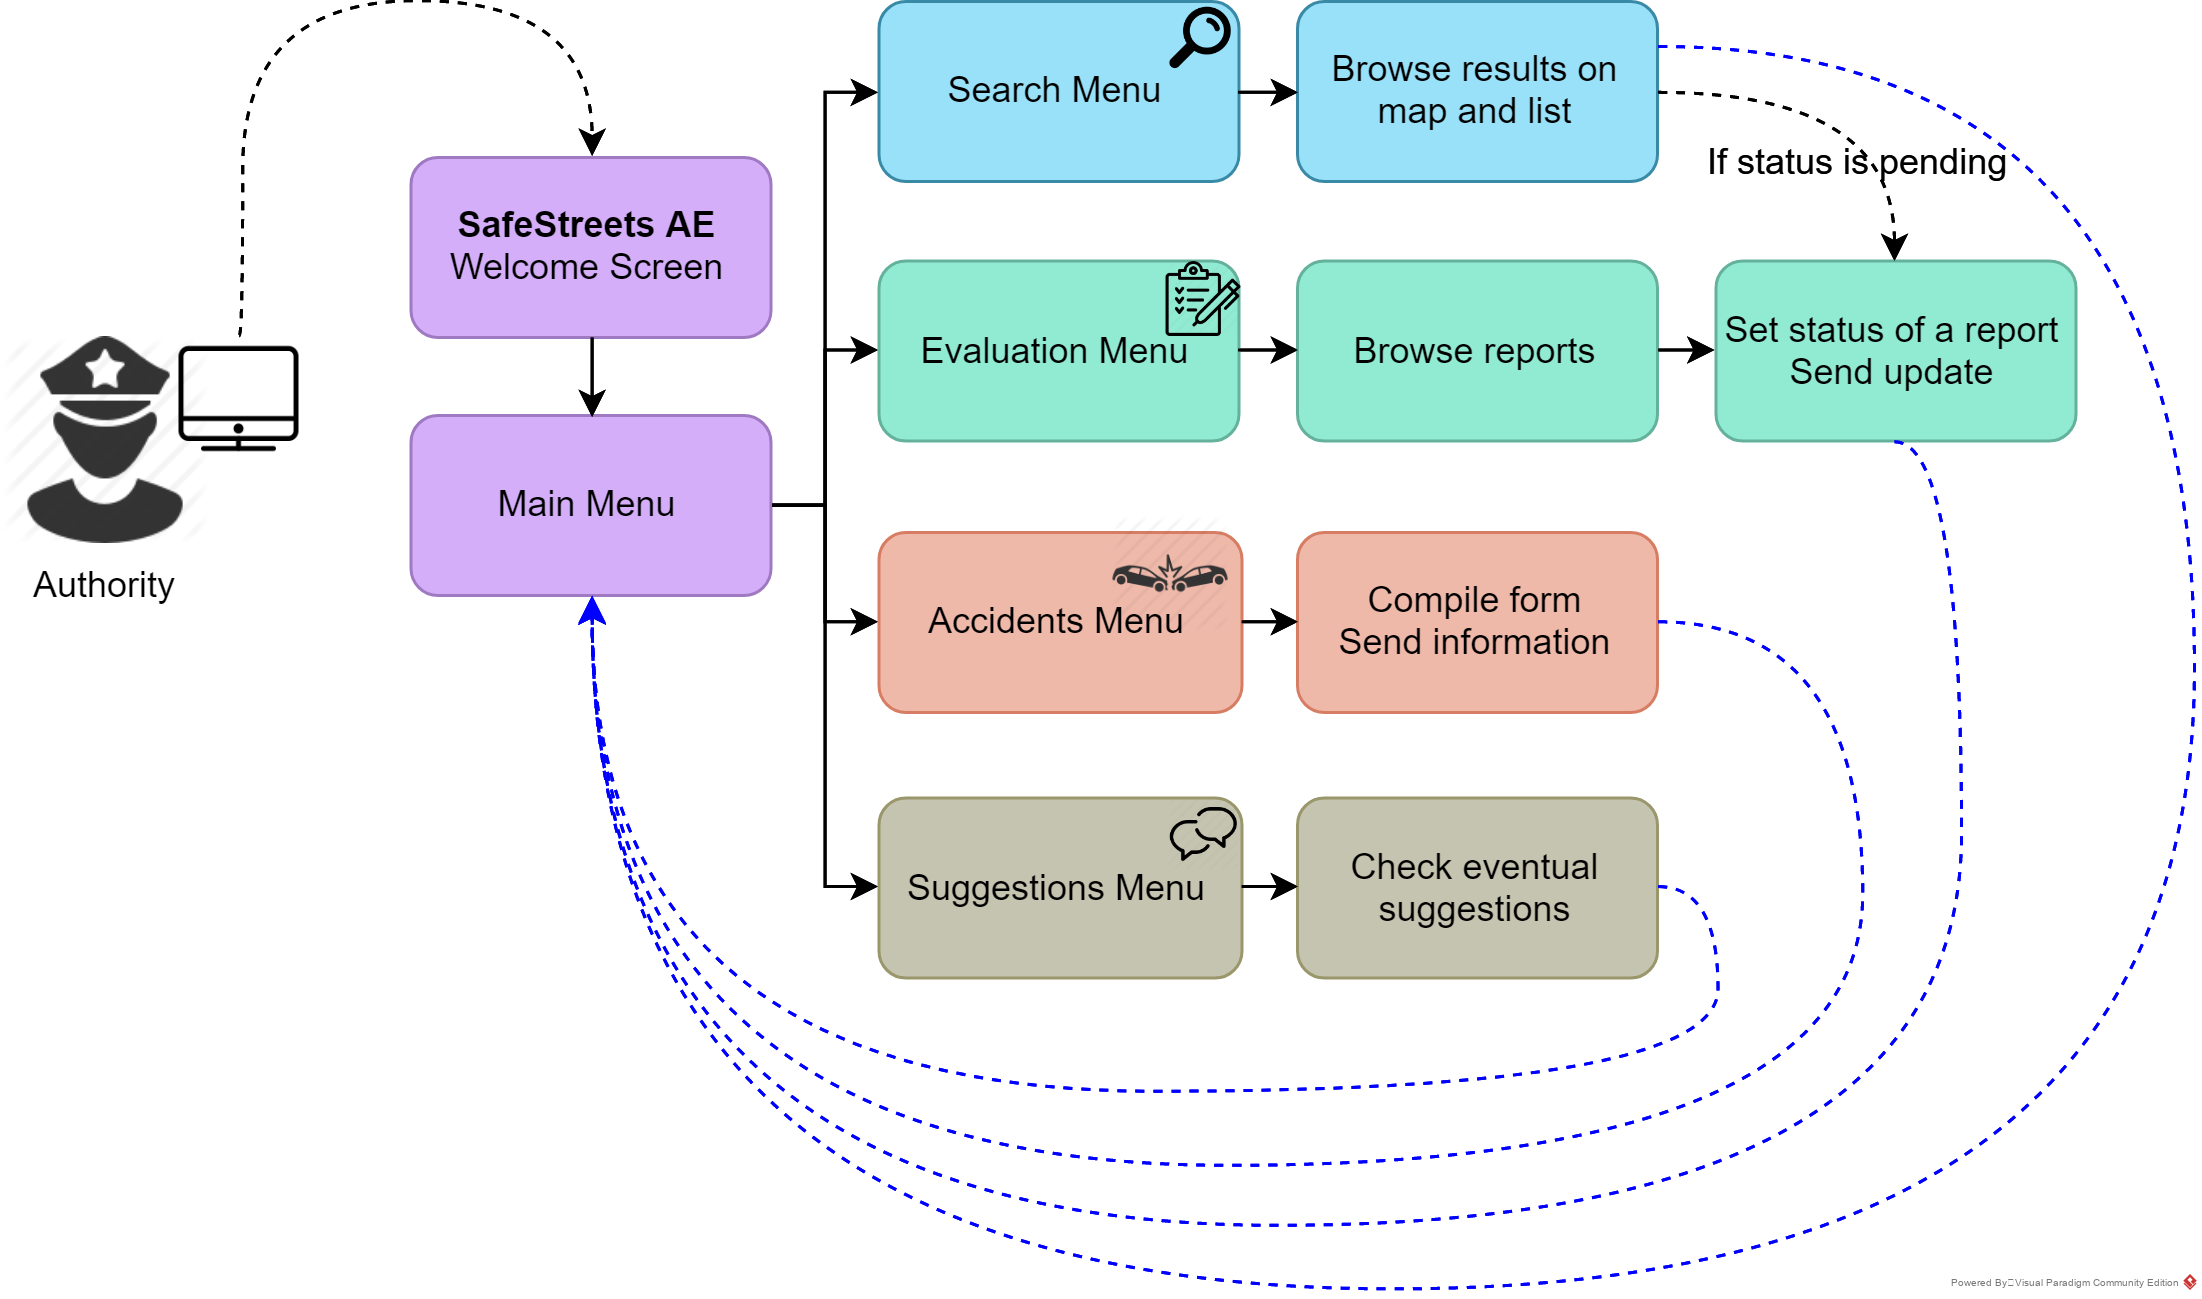 Authority
SafeStreets AE
Welcome Screen
Main Menu
Search Menu
Browse results on
map and list
If status is pending
Evaluation Menu
Browse reports
Set status of a report
Send update
Accidents Menu
Compile form
Send information
Suggestions Menu
Check eventual
suggestions
Powered By Visual Paradigm Community Edition